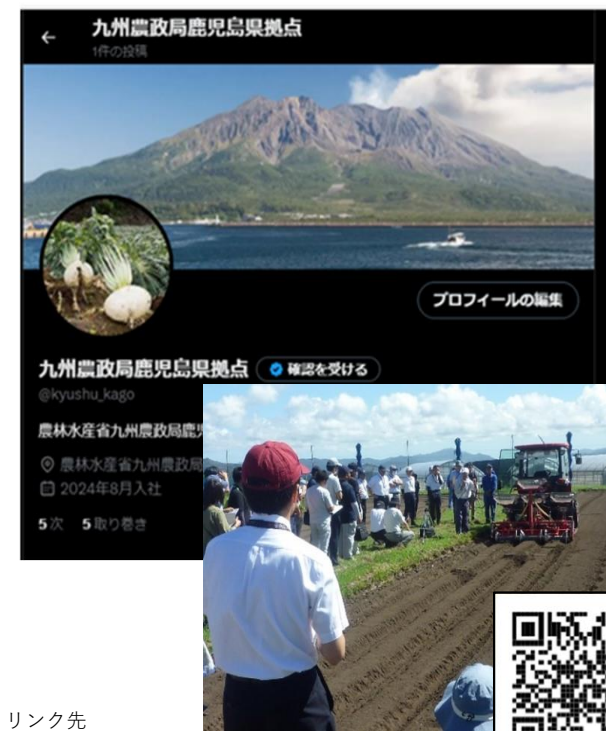 九州農政局鹿児島県拠点
1件の投稿
プロフィールの編集
九州農政局鹿児島県拠点
確認を受ける
@kyushu_kago
農林水産省九州農政局鹿
農林水産省九州農政局
2024年8月入社
5次 5取り巻き
リンク先